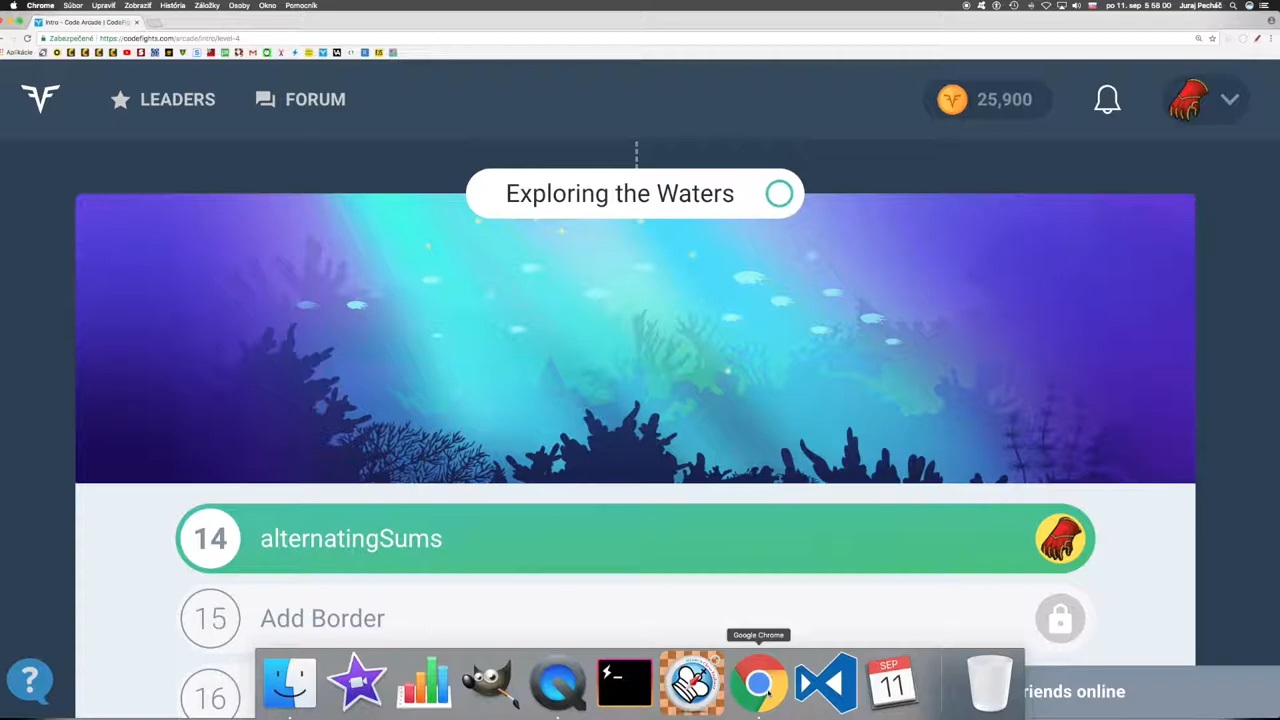 Chrome Súbor Upraviť Zobraziť História Záložky Osoby Okno Pomocník
po 11. sep 5 58 00 Juraj Pecháč
Intro - Code Arcade | CodeFig
Zabezpečené https://codefights.com/arcade/intro/level-4
Aplikácie
LEADERS FORUM 25,900
Exploring the Waters
14 alternatingSums
15 Add Border
Google Chrome
16
SEP
11
riends online
?